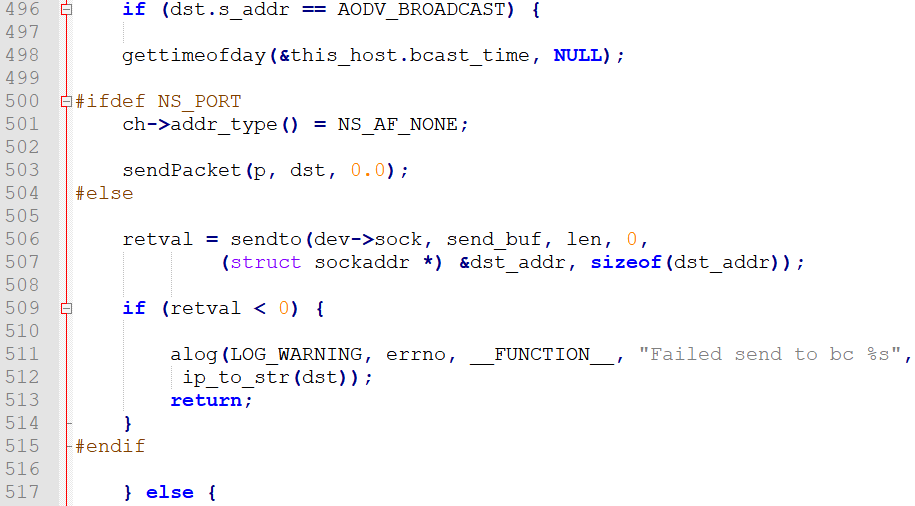 496 if (dst.s_addr == AODV_BROADCAST) {
497
498 gettimeofday(&this_host.bcast_time, NULL);
499
500 #ifdef NS_PORT
501 ch->addr_type() = NS_AF_NONE;
502
503 sendPacket(p, dst, 0.0);
504 #else
505
506 retval = sendto(dev->sock, send_buf, len, 0,
507 (struct sockaddr *) &dst_addr, sizeof(dst_addr));
508
509 if (retval < 0) {
510
511 alog(LOG_WARNING, errno, __FUNCTION__, "Failed send to bc %s",
512 ip_to_str(dst));
513 return;
514 }
515 #endif
516
517 } else {